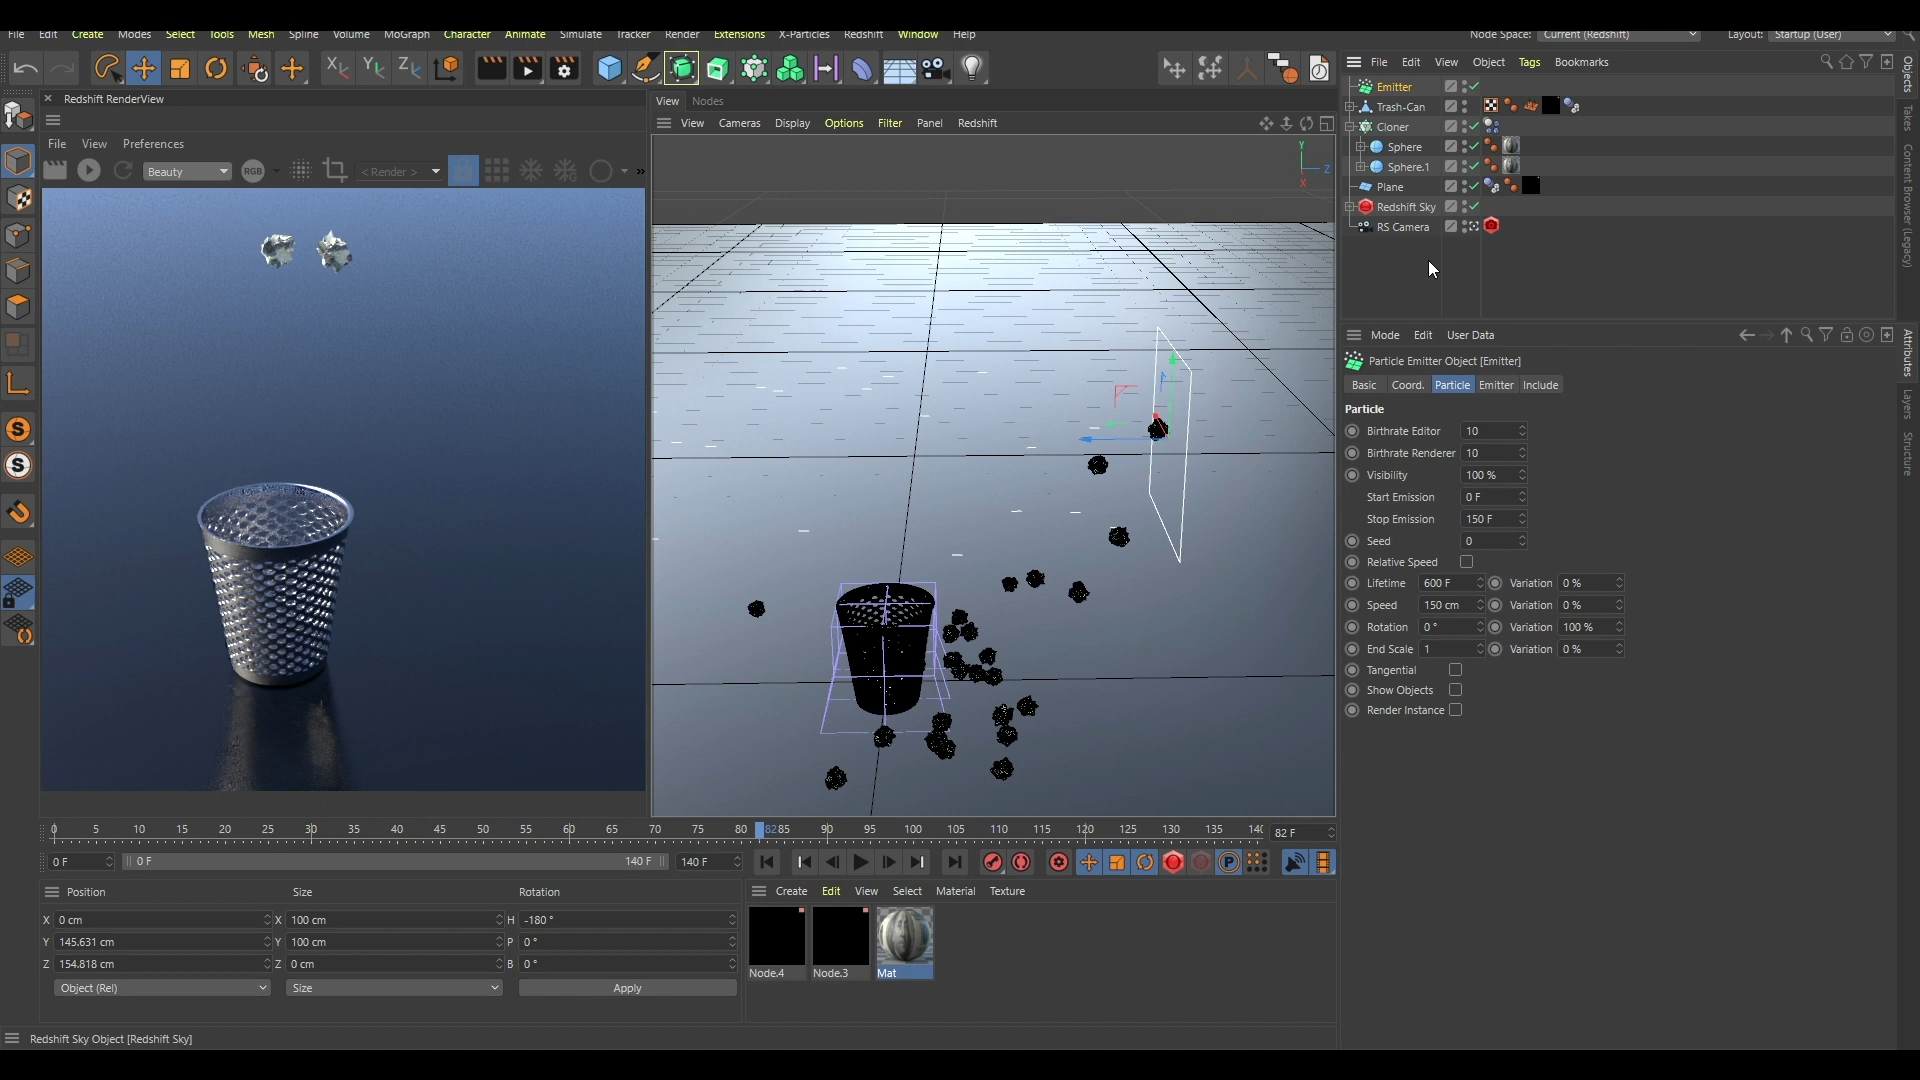 File Edit Create Modes Select Tools Mesh Spline Volume MoGraph Character Animate Simulate Tracker Render Extensions X-Particles Redshift Window Help
Node Space: Current (Redshift) Layout: Startup (User)
Redshift RenderView
File View Preferences
Beauty RGB < Render >
View Nodes
View Cameras Display Options Filter Panel Redshift
Y
Z
X
File Edit View Object Tags Bookmarks
Emitter
Trash-Can
Cloner
Sphere
Sphere.1
Plane
Redshift Sky
RS Camera
Objects
Takes
Content Browser (Legacy)
Mode Edit User Data
Particle Emitter Object [Emitter]
Basic Coord. Particle Emitter Include
Particle
Birthrate Editor 10
Birthrate Renderer 10
Visibility 100 %
Start Emission 0 F
Stop Emission 150 F
Seed 0
Relative Speed
Lifetime 600 F Variation 0 %
Speed 150 cm Variation 0 %
Rotation 0 ° Variation 100 %
End Scale 1 Variation 0 %
Tangential
Show Objects
Render Instance
Attributes
Layers
Structure
0 5 10 15 20 25 30 35 40 45 50 55 60 65 70 75 80 82 85 90 95 100 105 110 115 120 125 130 135 140 82 F
0 F 0 F 140 F 140 F
Position Size Rotation
X 0 cm X 100 cm H -180 °
Y 145.631 cm Y 100 cm P 0 °
Z 154.818 cm Z 0 cm B 0 °
Object (Rel) Size Apply
Create Edit View Select Material Texture
Node.4 Node.3 Mat
Redshift Sky Object [Redshift Sky]